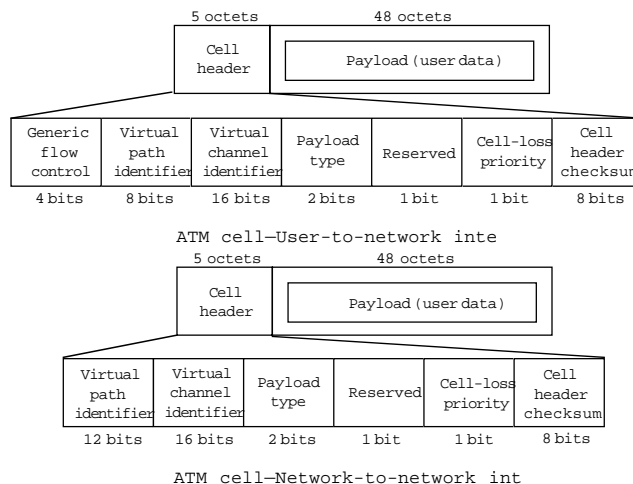 5 octets 48 octets
Cell
header
Payload (user data)
Generic
flow
control
Virtual
path
identifier
Virtual
channel
identifier
Payload
type
Reserved
Cell-loss
priority
Cell
header
checksum
4 bits 8 bits 16 bits 2 bits 1 bit 1 bit 8 bits
ATM cell—User-to-network inte
5 octets 48 octets
Cell
header
Payload (user data)
Virtual
path
identifier
Virtual
channel
identifier
Payload
type
Reserved
Cell-loss
priority
Cell
header
checksum
12 bits 16 bits 2 bits 1 bit 1 bit 8 bits
ATM cell—Network-to-network int